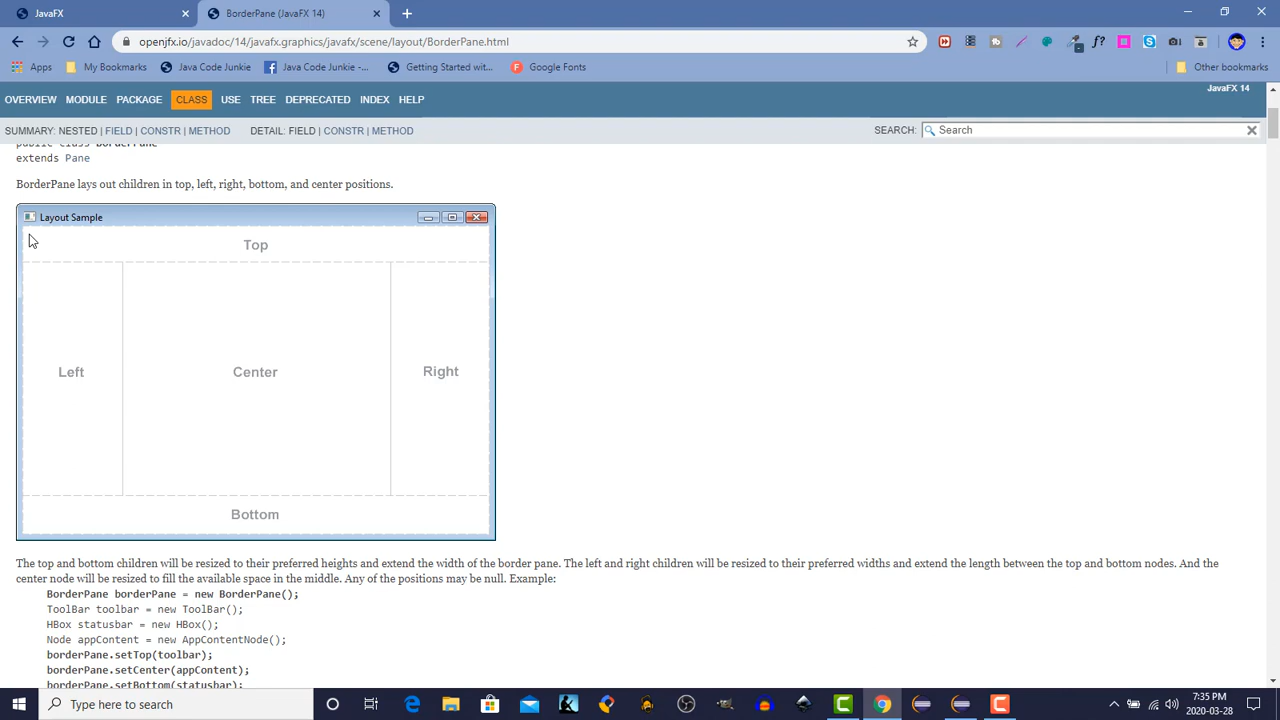 JavaFX
BorderPane (JavaFX 14)
openjfx.io/javadoc/14/javafx.graphics/javafx/scene/layout/BorderPane.html
Apps My Bookmarks Java Code Junkie Java Code Junkie -... Getting Started wit... Google Fonts Other bookmarks
OVERVIEW MODULE PACKAGE CLASS USE TREE DEPRECATED INDEX HELP JavaFX 14
SUMMARY: NESTED | FIELD | CONSTR | METHOD DETAIL: FIELD | CONSTR | METHOD SEARCH: Search
public class BorderPane
extends Pane
BorderPane lays out children in top, left, right, bottom, and center positions.
Layout Sample
Top
Left Center Right
Bottom
The top and bottom children will be resized to their preferred heights and extend the width of the border pane. The left and right children will be resized to their preferred widths and extend the length between the top and bottom nodes. And the
center node will be resized to fill the available space in the middle. Any of the positions may be null. Example:
BorderPane borderPane = new BorderPane();
ToolBar toolbar = new ToolBar();
HBox statusbar = new HBox();
Node appContent = new AppContentNode();
borderPane.setTop(toolbar);
borderPane.setCenter(appContent);
borderPane.setBottom(statusbar);
Type here to search
7:35 PM
2020-03-28